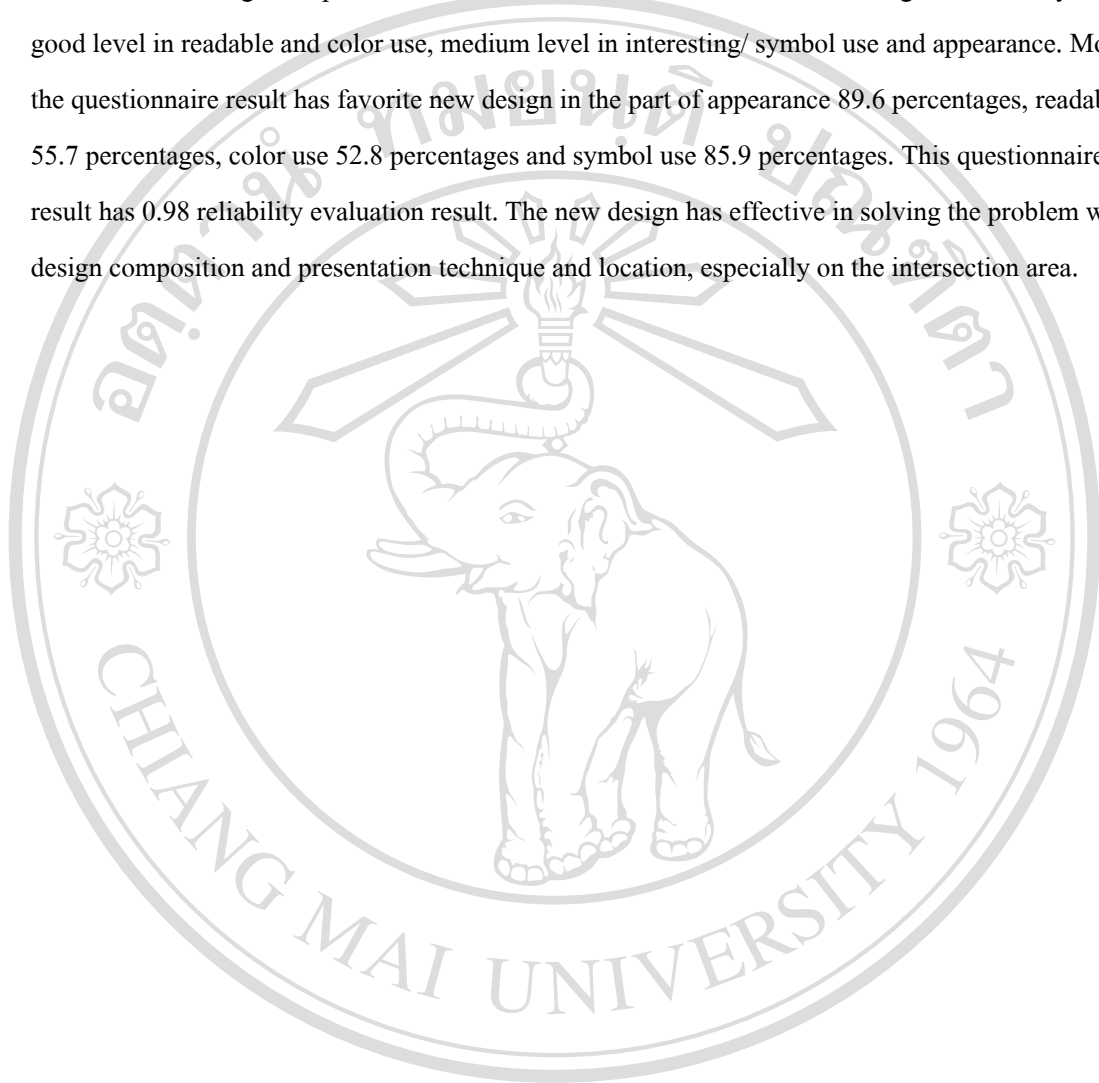 good level in readable and color use, medium level in interesting/ symbol use and appearance.
the questionnaire result has favorite new design in the part of appearance 89.6 percentages,
55.7 percentages, color use 52.8 percentages and symbol use 85.9 percentages. This questionnaire
result has 0.98 reliability evaluation result. The new design has effective in solving the problem
design composition and presentation technique and location, especially on the intersection area.
CHIANG MAI UNIVERSITY 1964